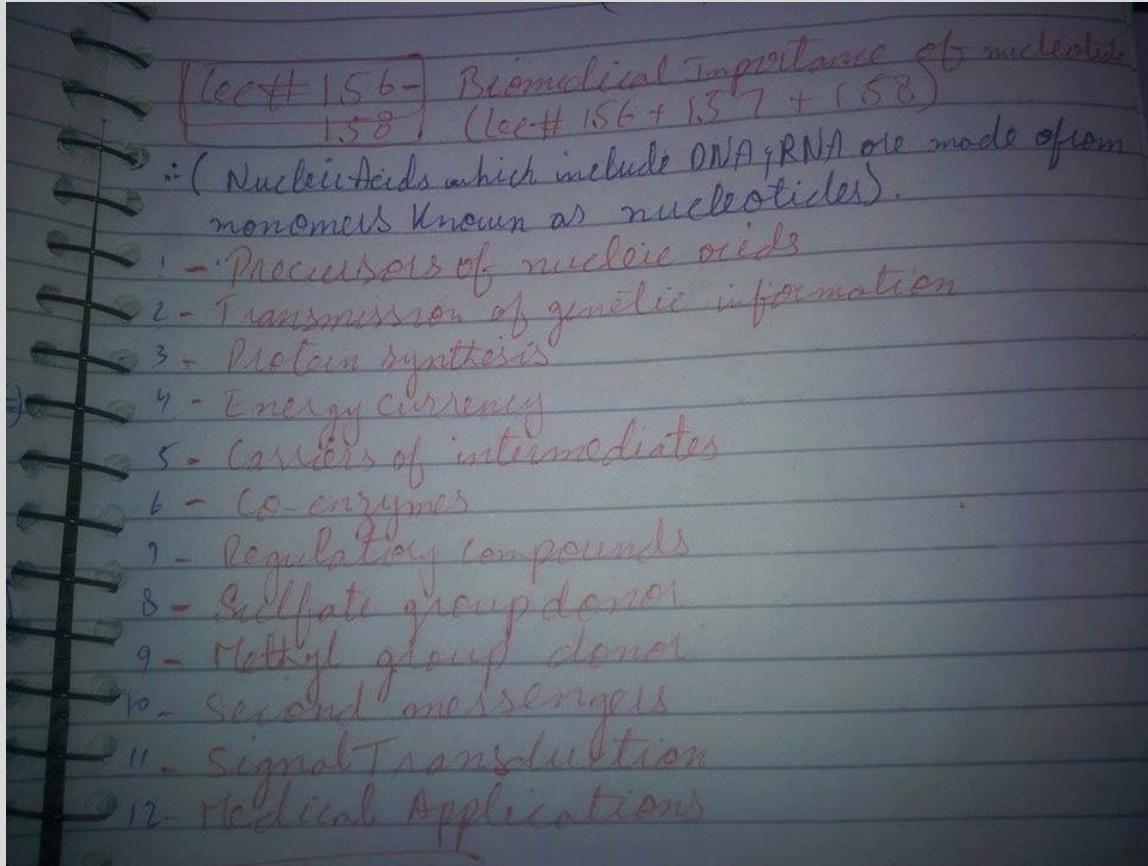 Lec# 156- Biomedical Importance of nucleotide
158 (Lec# 156 + 157 + 158)
∴ (Nucleic Acids which include DNA & RNA are made from
monomers known as nucleotides).
1 - Precursors of nucleic acids
2 - Transmission of genetic information
3 - Protein synthesis
4 - Energy currency
5 - Carriers of intermediates
6 - Co-enzymes
7 - Regulatory compounds
8 - Sulfate group donor
9 - Methyl group donor
10 - Second messengers
11 - Signal Transduction
12 - Medical Applications